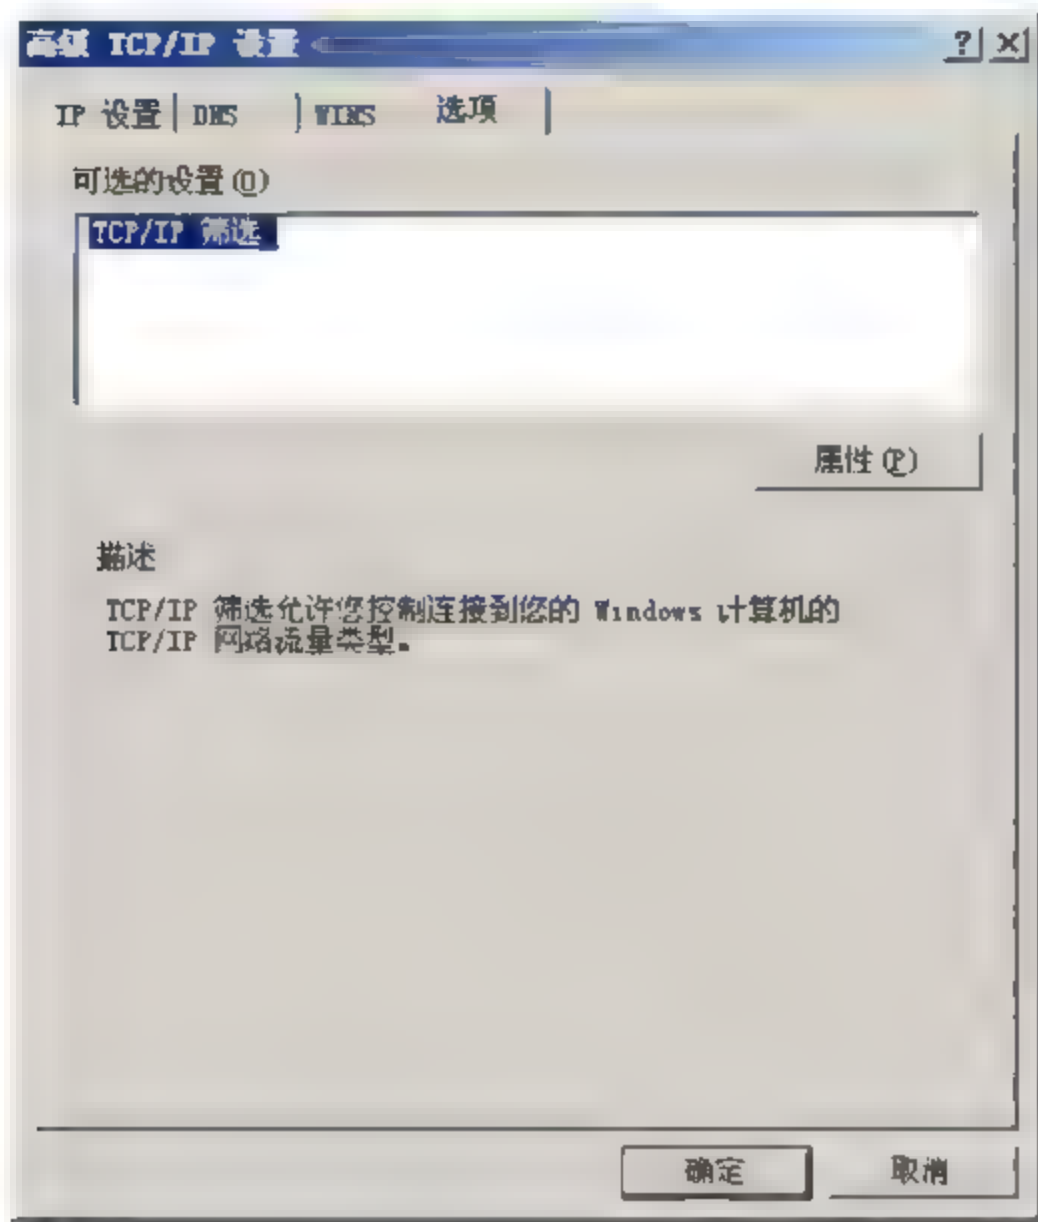 高级 TCP/IP 设置
? ×
IP 设置 DNS WINS 选项
可选的设置(O)
TCP/IP 筛选
属性(P)
描述
TCP/IP 筛选允许您控制连接到您的 Windows 计算机的
TCP/IP 网络流量类型。
确定 取消